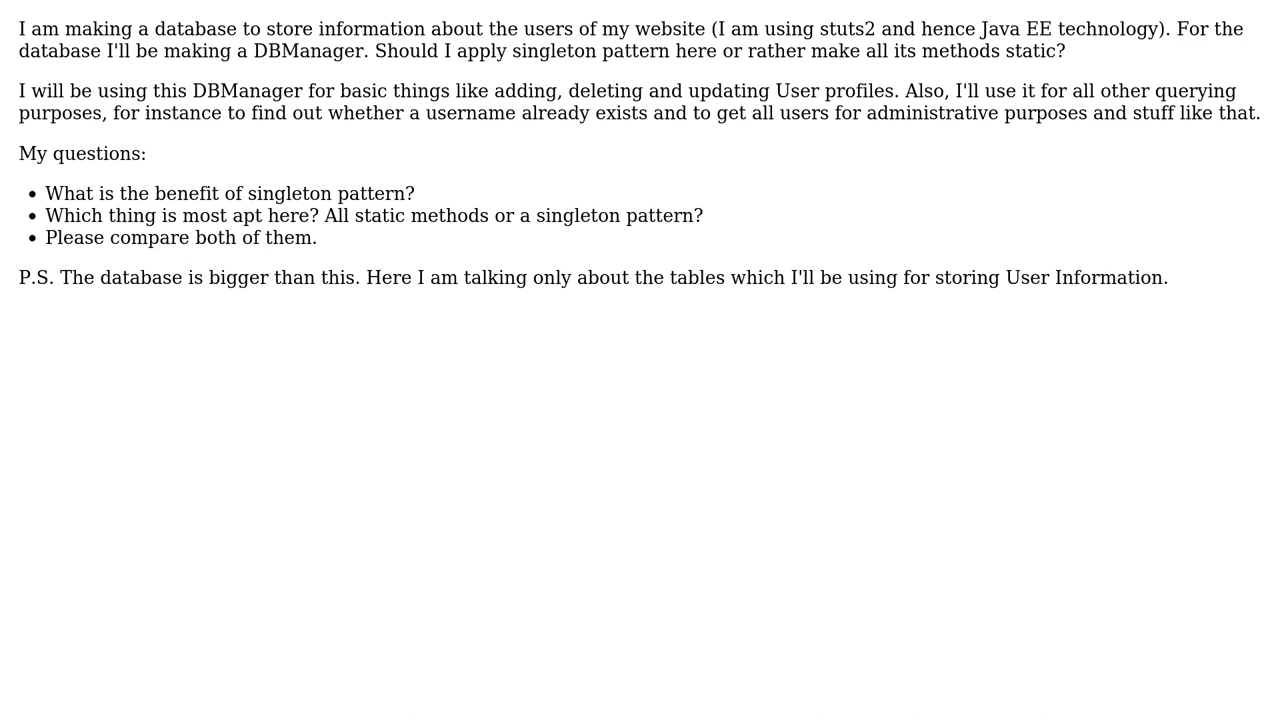 I am making a database to store information about the users of my website (I am using stuts2 and hence Java EE technology). For the
database I'll be making a DBManager. Should I apply singleton pattern here or rather make all its methods static?
I will be using this DBManager for basic things like adding, deleting and updating User profiles. Also, I'll use it for all other querying
purposes, for instance to find out whether a username already exists and to get all users for administrative purposes and stuff like that.
My questions:
• What is the benefit of singleton pattern?
• Which thing is most apt here? All static methods or a singleton pattern?
• Please compare both of them.
P.S. The database is bigger than this. Here I am talking only about the tables which I'll be using for storing User Information.